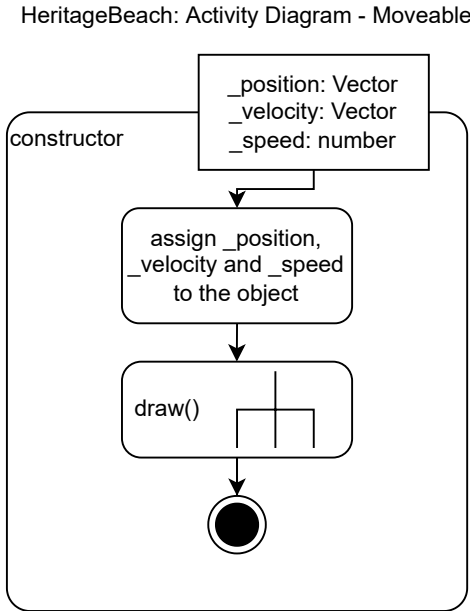 HeritageBeach: Activity Diagram - Moveable
_position: Vector
_velocity: Vector
_speed: number
constructor
assign _position,
_velocity and _speed
to the object
draw()